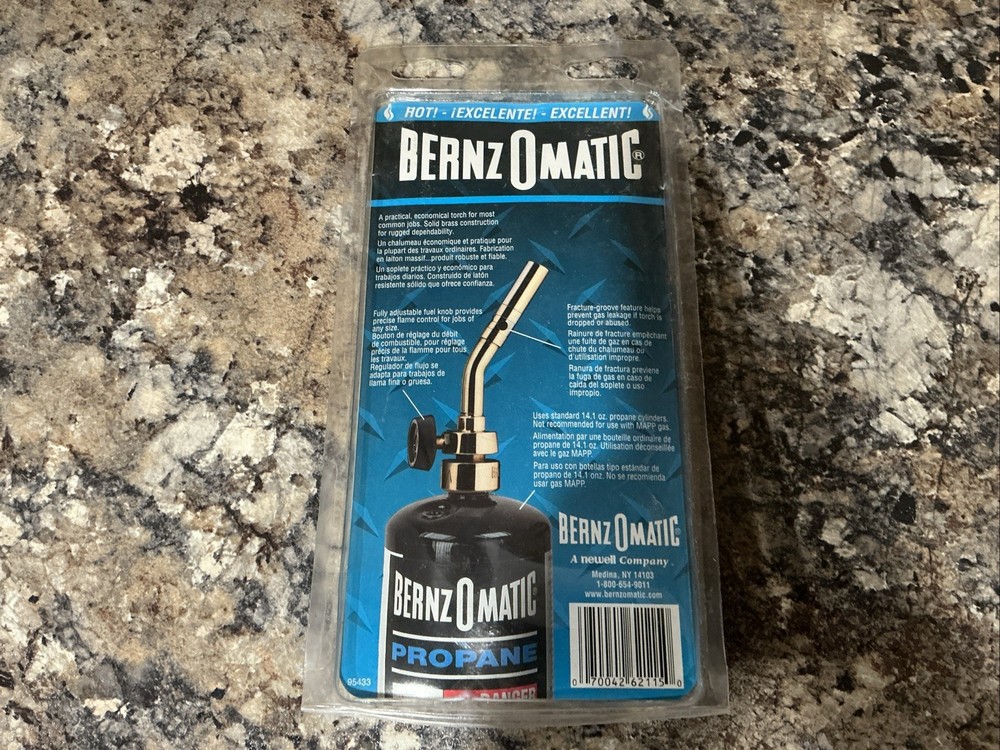 HOT! - ¡EXCELENTE! - EXCELLENT!
BERNZOMATIC®
A practical, economical torch for most
common jobs. Solid brass construction
for rugged dependability.
Un chalumeau économique et pratique pour
la plupart des travaux ordinaires. Fabrication
en laiton massif...produit robuste et fiable.
Un soplete práctico y económico para
trabajos diarios. Construido de latón
resistente sólido que ofrece confianza.
Fully adjustable fuel knob provides
precise flame control for jobs of
any size.
Bouton de réglage du débit
de combustible, pour réglage
précis de la flamme pour tous
les travaux.
Regulador de flujo se
adapta para trabajos de
llama fina o gruesa.
Fracture-groove feature helps
prevent gas leakage if torch is
dropped or abused.
Rainure de fracture empêchant
une fuite de gaz en cas de
chute du chalumeau ou
d'utilisation impropre.
Ranura de fractura previene
la fuga de gas en caso de
caída del soplete o uso
impropio.
Uses standard 14.1 oz. propane cylinders.
Not recommended for use with MAPP gas.
Alimentation par une bouteille ordinaire de
propane de 14.1 oz. Utilisation déconseillée
avec le gaz MAPP.
Para uso con botellas tipo estándar de
propano de 14.1 onz. No se recomienda
usar gas MAPP.
BERNZOMATIC®
A newell Company.
Medina, NY 14103
1-800-654-9011
www.bernzomatic.com
BERNZOMATIC
PROPANE
DANGER
95433
0 70042 62115 0